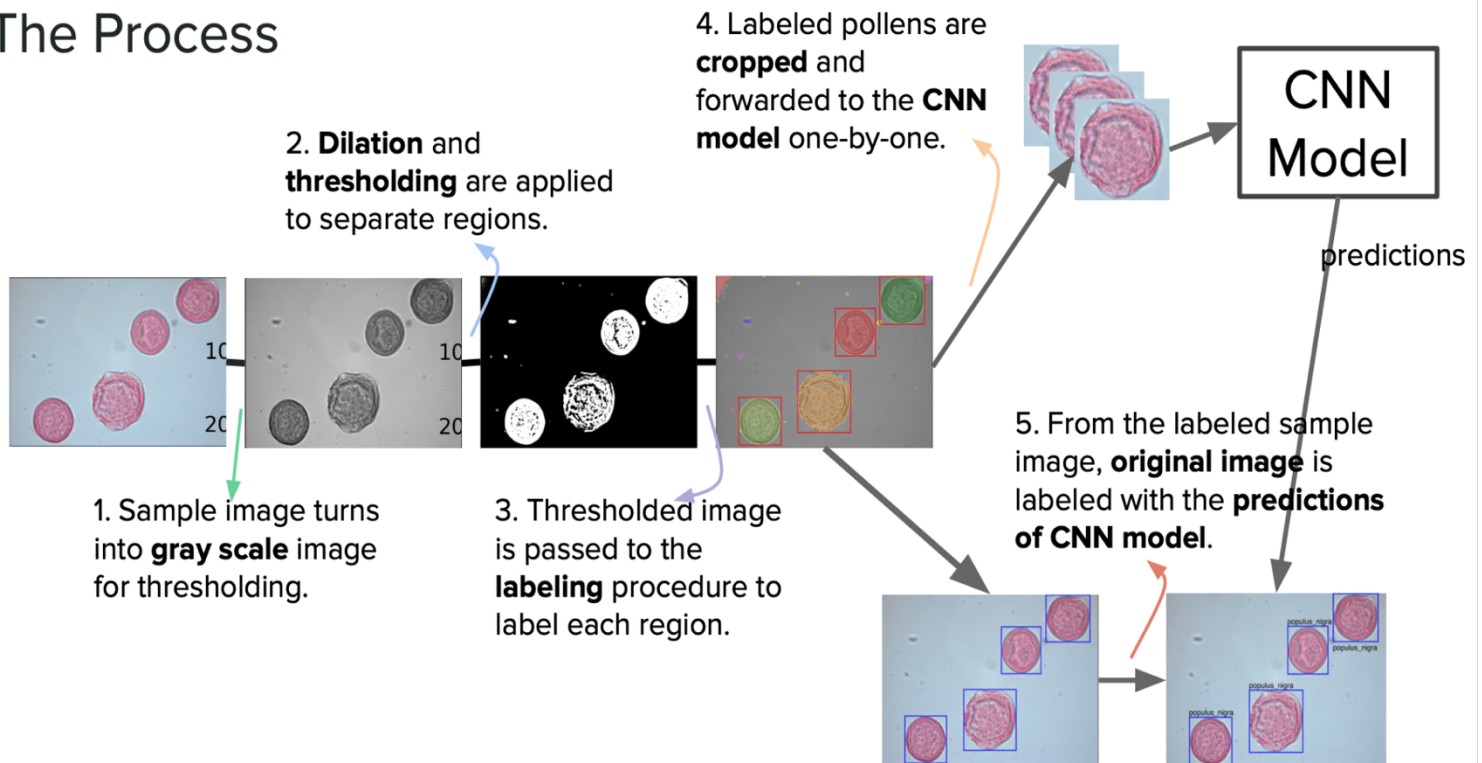 The Process
4. Labeled pollens are
cropped and
forwarded to the CNN
model one-by-one.
CNN
Model
2. Dilation and
thresholding are applied
to separate regions.
predictions
10
20
10
20
1. Sample image turns
into gray scale image
for thresholding.
3. Thresholded image
is passed to the
labeling procedure to
label each region.
5. From the labeled sample
image, original image is
labeled with the predictions
of CNN model.
populus_nigra
populus_nigra
populus_nigra
populus_nigra